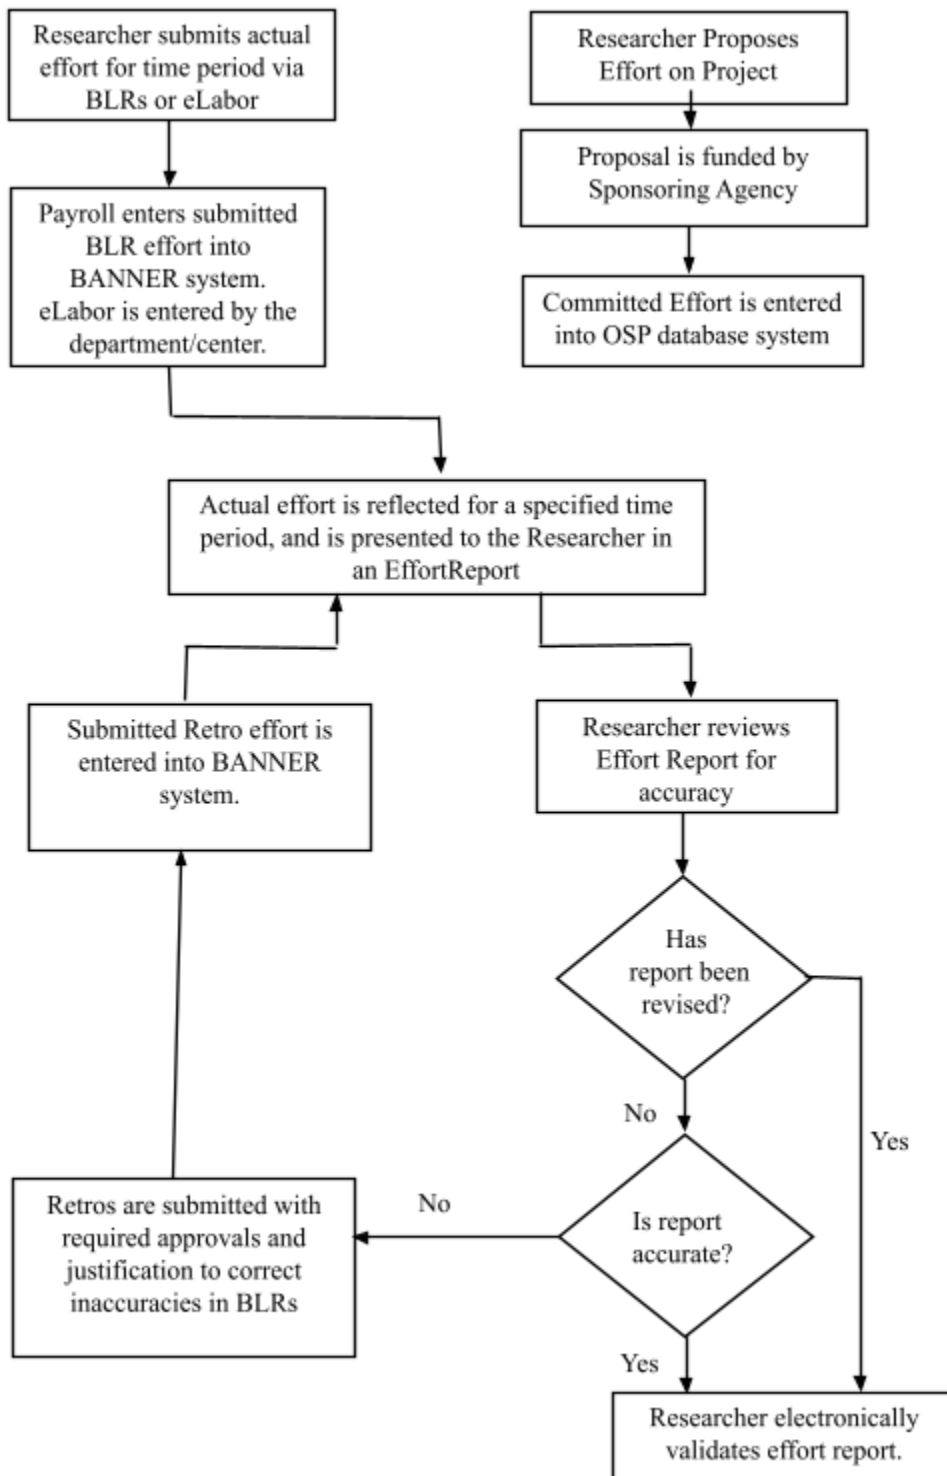 Researcher submits actual
effort for time period via
BLRs or eLabor
Researcher Proposes
Effort on Project
Payroll enters submitted
BLR effort into
BANNER system.
eLabor is entered by the
department/center.
Proposal is funded by
Sponsoring Agency
Committed Effort is entered
into OSP database system
Actual effort is reflected for a specified time
period, and is presented to the Researcher in
an EffortReport
Submitted Retro effort is
entered into BANNER
system.
Researcher reviews
Effort Report for
accuracy
Has
report been
revised?
No
Yes
Retros are submitted with
required approvals and
justification to correct
inaccuracies in BLRs
No
Is report
accurate?
Yes
Researcher electronically
validates effort report.